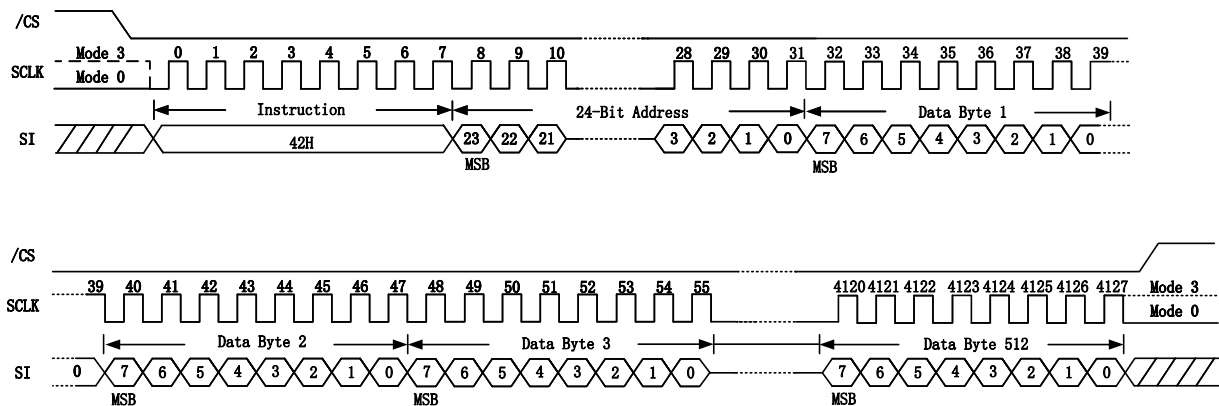 /CS
Mode 3 0 1 2 3 4 5 6 7 8 9 10 28 29 30 31 32 33 34 35 36 37 38 39
SCLK
Mode 0
Instruction 24-Bit Address Data Byte 1
SI 42H 23 22 21 3 2 1 0 7 6 5 4 3 2 1 0
MSB MSB
/CS
39 40 41 42 43 44 45 46 47 48 49 50 51 52 53 54 55 4120 4121 4122 4123 4124 4125 4126 4127 Mode 3
SCLK Mode 0
Data Byte 2 Data Byte 3 Data Byte 512
SI 0 7 6 5 4 3 2 1 0 7 6 5 4 3 2 1 0 7 6 5 4 3 2 1 0
MSB MSB MSB